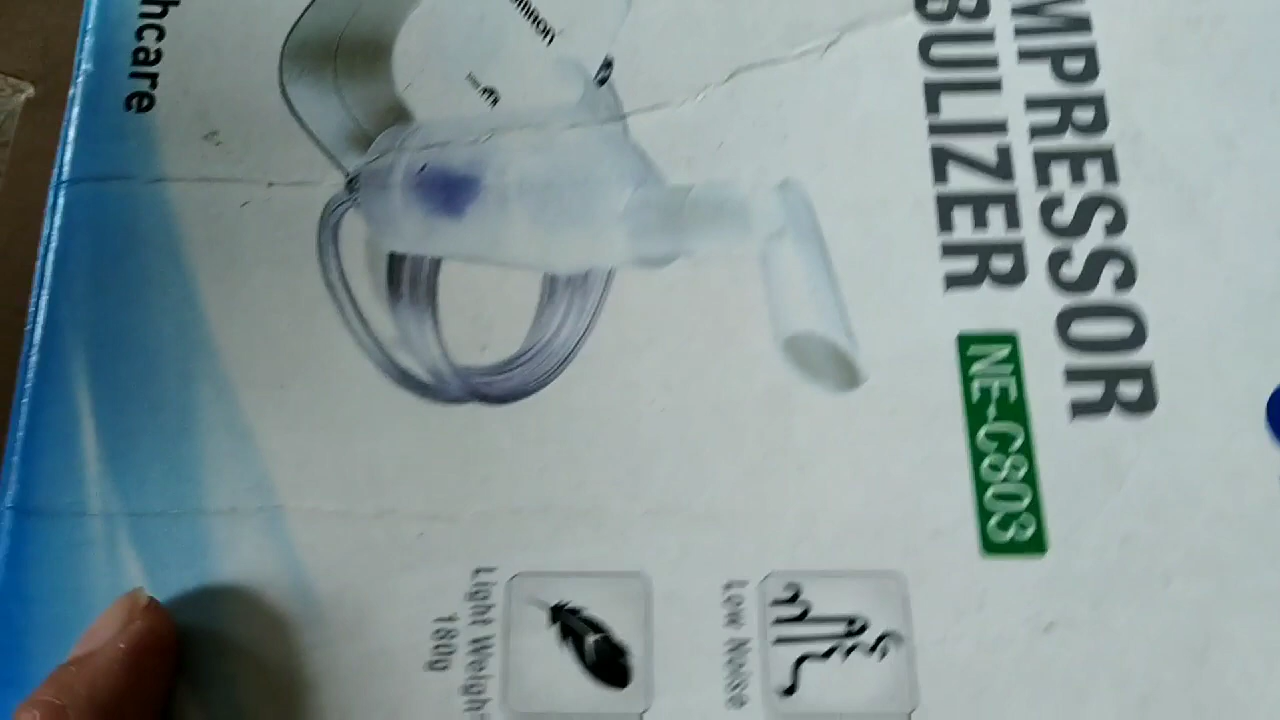 MPRESSOR
BULIZER NE-C803
Low Noise
Light Weight
180g
hcare